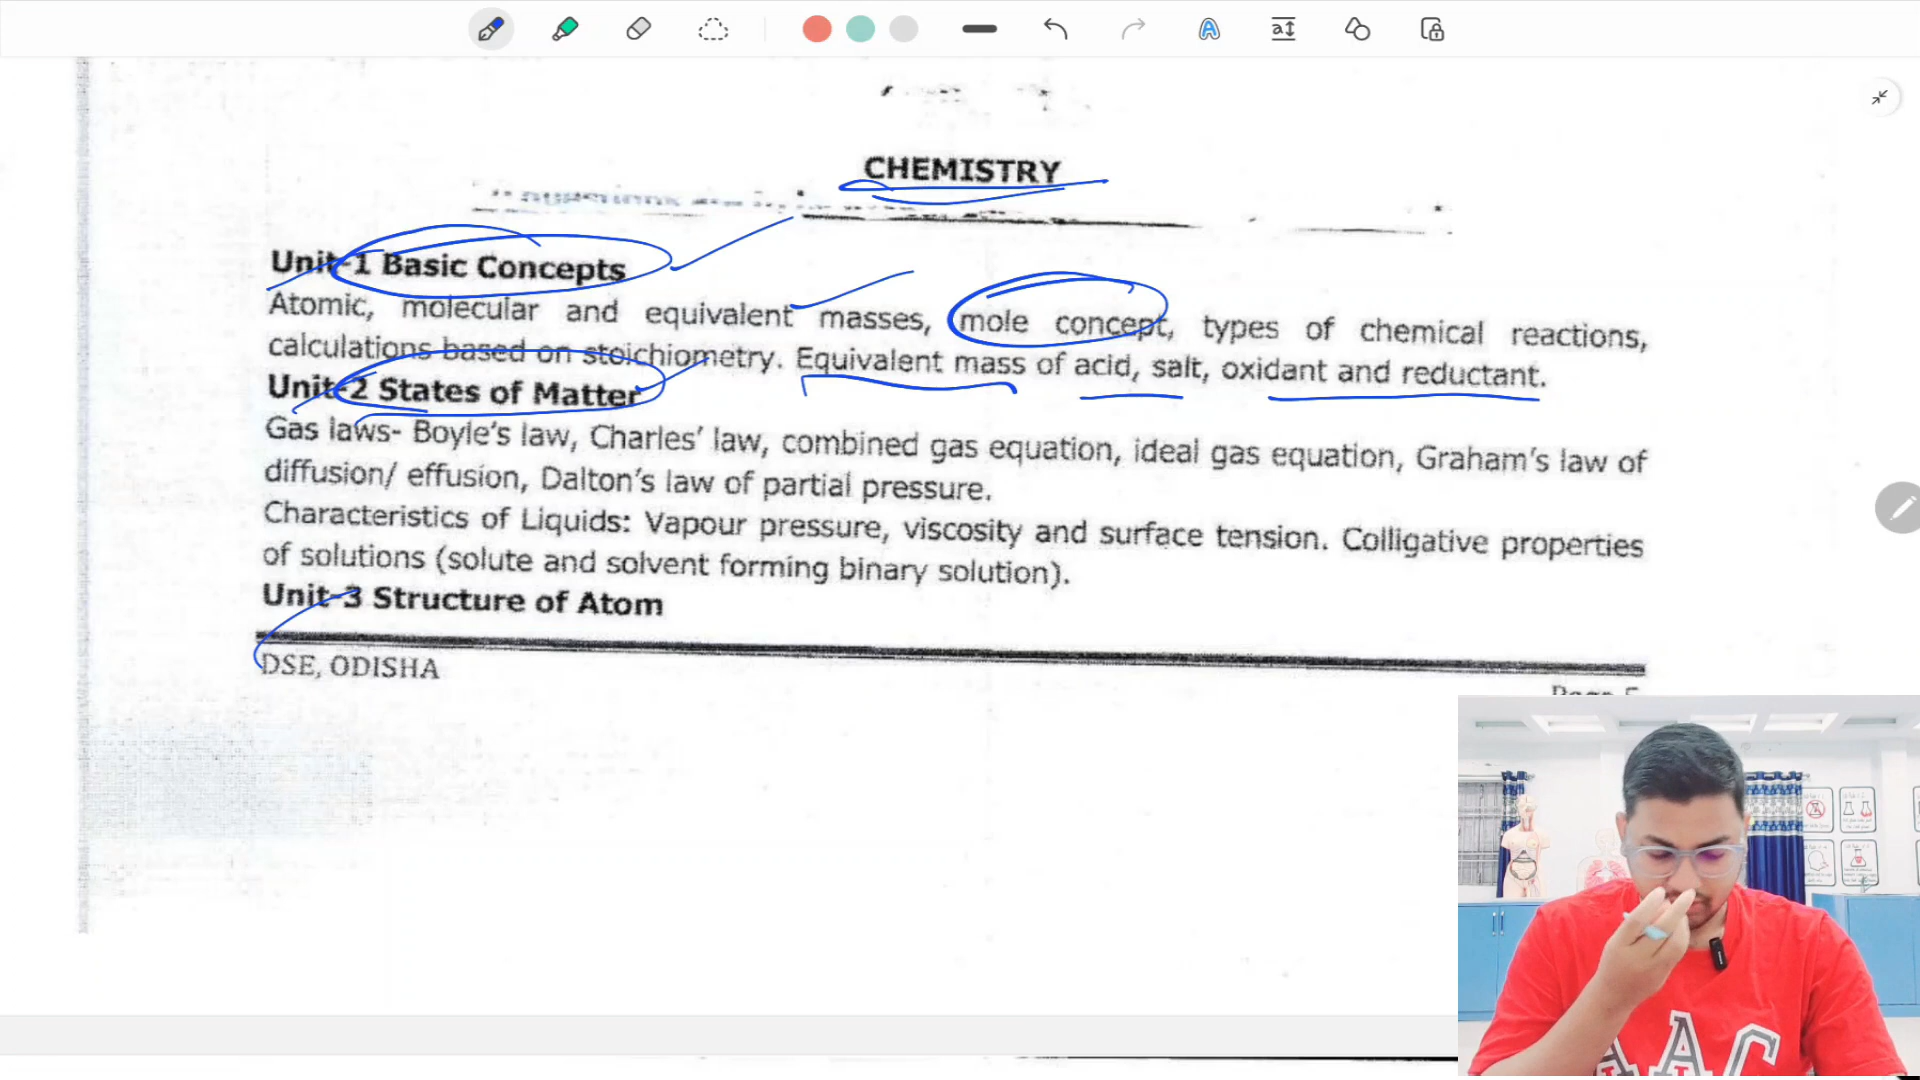 CHEMISTRY
Unit-1 Basic Concepts
Atomic, molecular and equivalent masses, mole concept, types of chemical reactions,
calculations based on stoichiometry. Equivalent mass of acid, salt, oxidant and reductant.
Unit-2 States of Matter
Gas laws- Boyle's law, Charles' law, combined gas equation, ideal gas equation, Graham's law of
diffusion/ effusion, Dalton's law of partial pressure.
Characteristics of Liquids: Vapour pressure, viscosity and surface tension. Colligative properties
of solutions (solute and solvent forming binary solution).
Unit-3 Structure of Atom
DSE, ODISHA
AAC